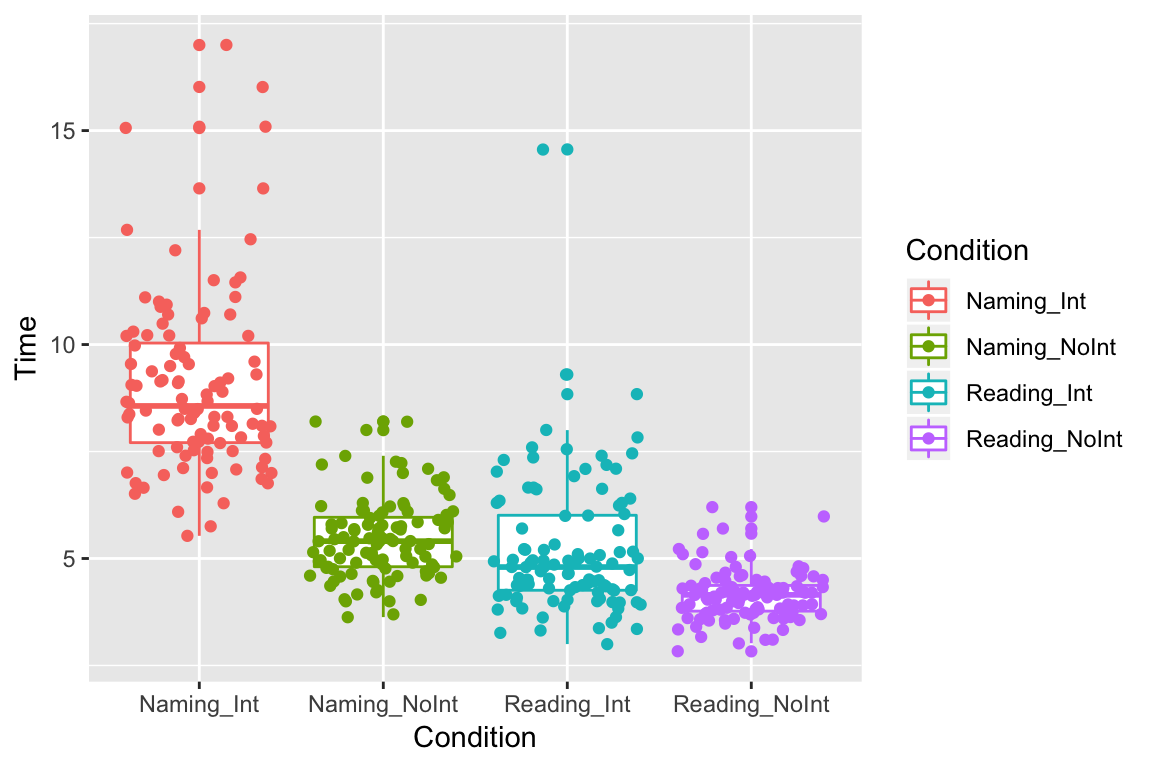 Time
15
10
5
Naming_Int Naming_NoInt Reading_Int Reading_NoInt
Condition
Condition
Naming_Int
Naming_NoInt
Reading_Int
Reading_NoInt